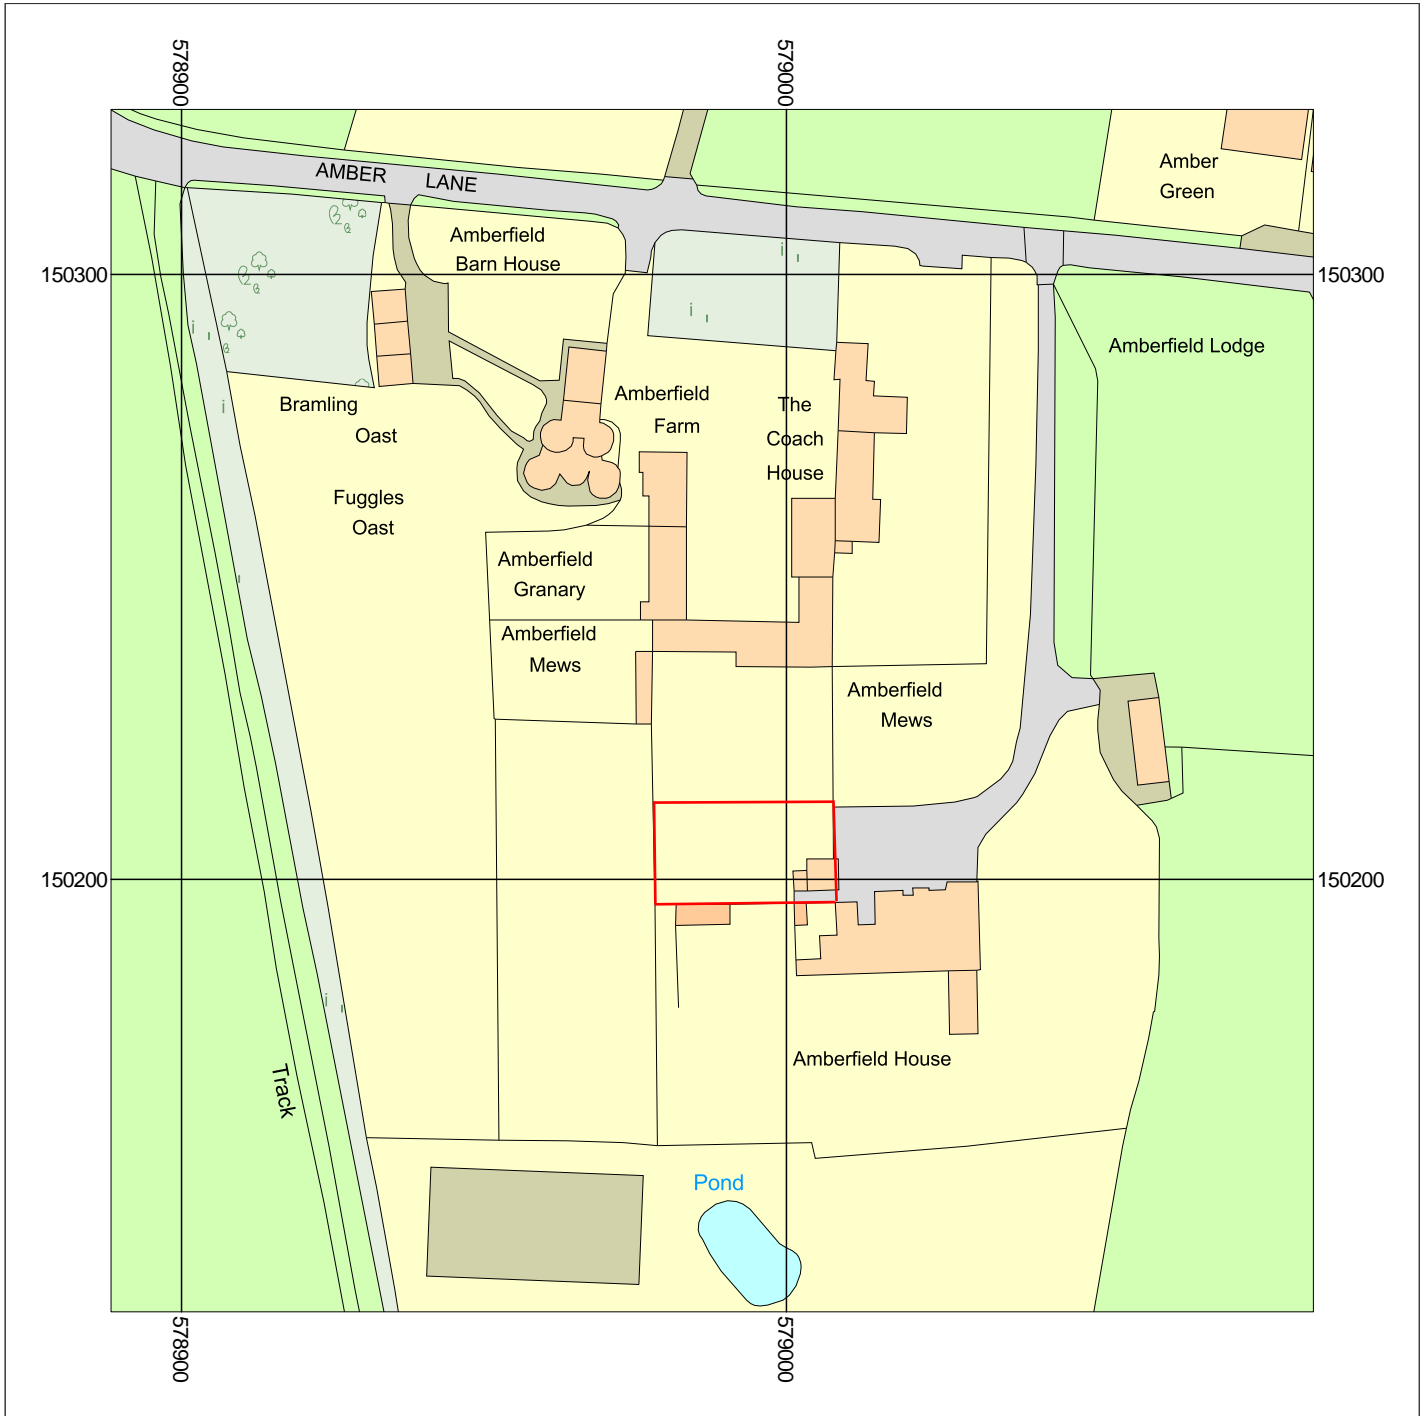 578900
579000
Amber
Green
AMBER LANE
Amberfield
Barn House
150300
150300
Amberfield Lodge
Bramling
Oast
Amberfield
Farm
The
Coach
House
Fuggles
Oast
Amberfield
Granary
Amberfield
Mews
Amberfield
Mews
150200
150200
Amberfield House
Track
Pond
578900
579000